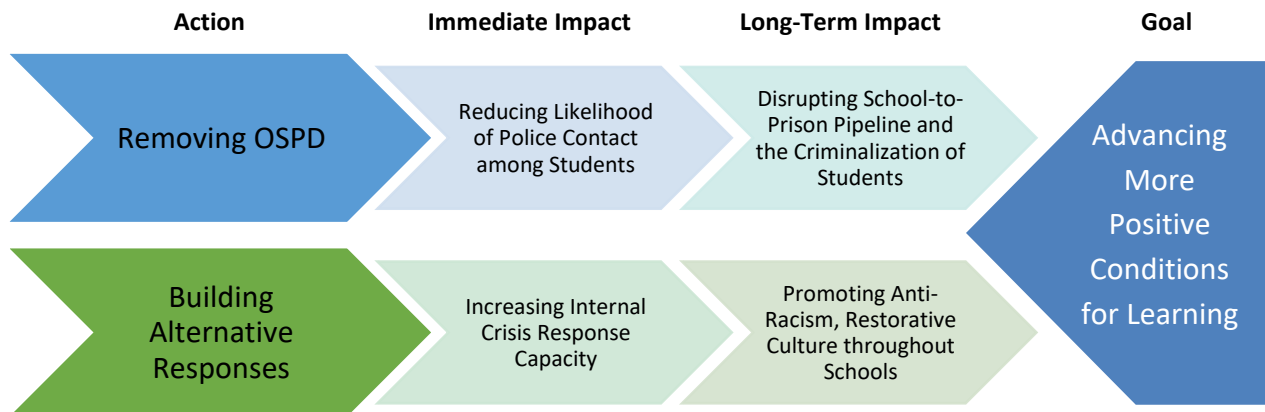 Action
Immediate Impact
Long-Term Impact
Goal
Removing OSPD
Reducing Likelihood
of Police Contact
among Students
Disrupting School-to-
Prison Pipeline and
the Criminalization of
Students
Building
Alternative
Responses
Increasing Internal
Crisis Response
Capacity
Promoting Anti-
Racism, Restorative
Culture throughout
Schools
Advancing
More
Positive
Conditions
for Learning